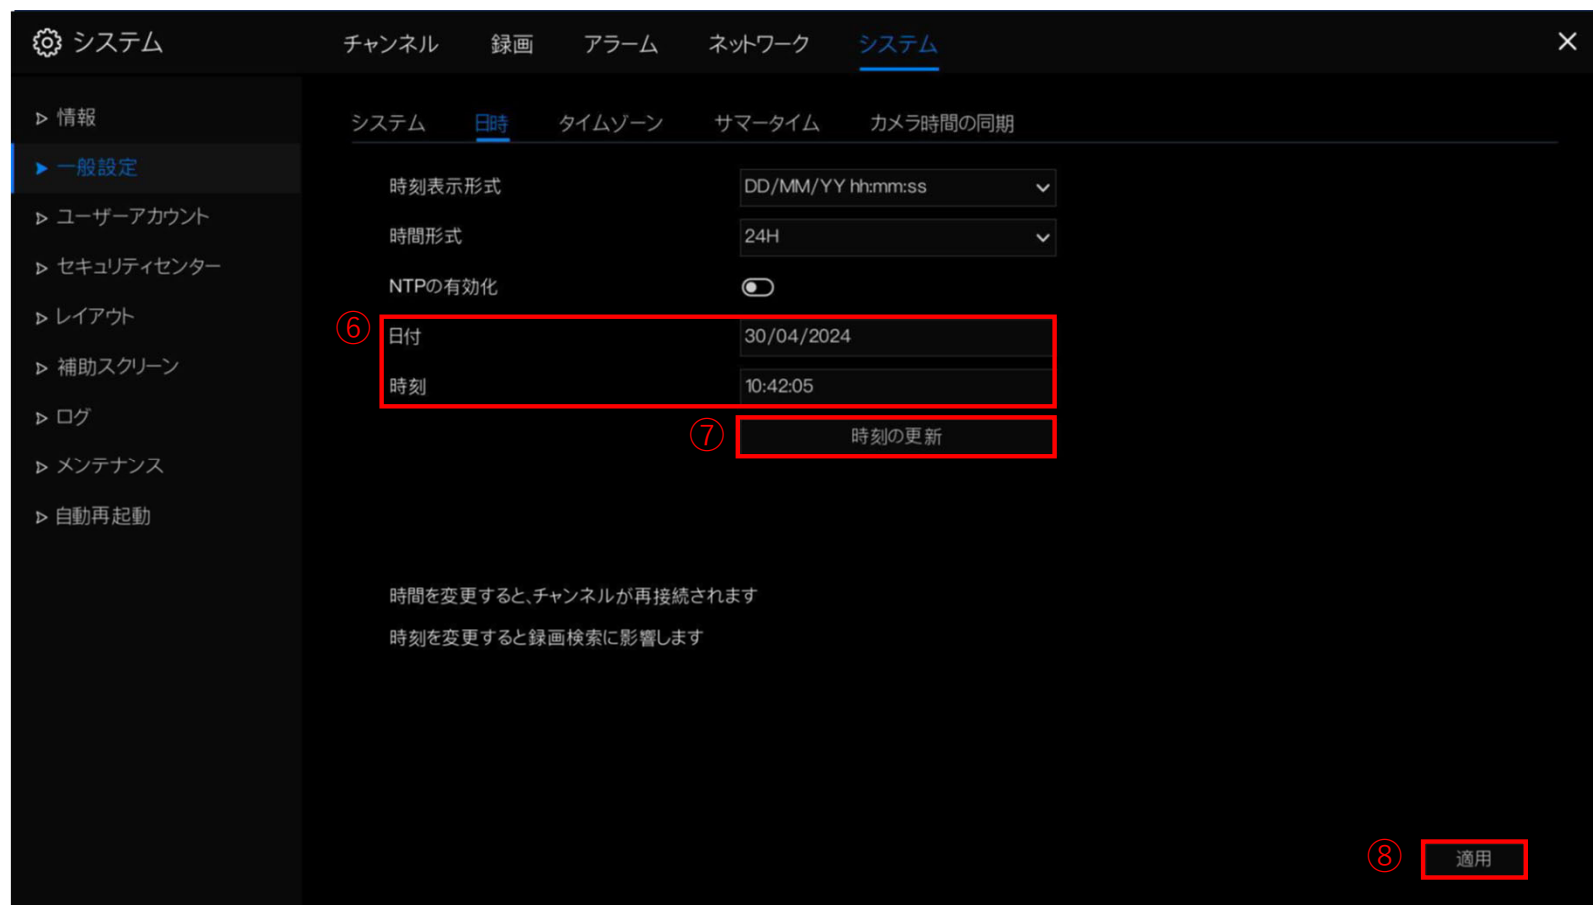 システム
チャンネル 録画 アラーム ネットワーク システム
情報
一般設定
ユーザーアカウント
セキュリティセンター
レイアウト
補助スクリーン
ログ
メンテナンス
自動再起動
システム 日時 タイムゾーン サマータイム カメラ時間の同期
時刻表示形式 DD/MM/YY hh:mm:ss
時間形式 24H
NTPの有効化
⑥ 日付 30/04/2024
時刻 10:42:05
⑦ 時刻の更新
時間を変更すると、チャンネルが再接続されます
時刻を変更すると録画検索に影響します
⑧ 適用